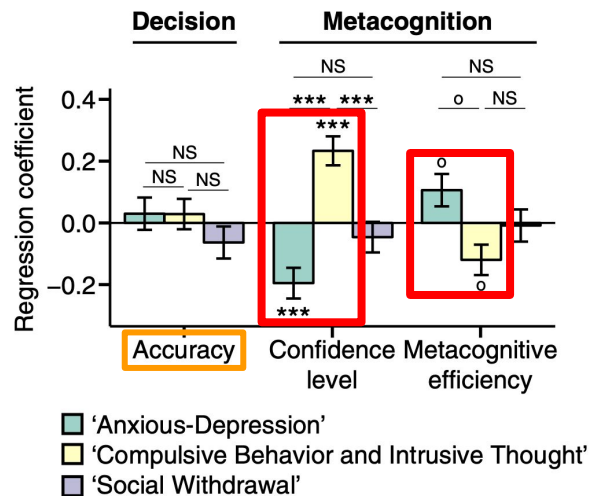 Decision Metacognition
NS
NS
*** ***
o
NS
NS
NS
NS
***
o
0.4
0.2
0.0
−0.2
***
o
Regression coefficient
Accuracy
Confidence level
Metacognitive efficiency
'Anxious-Depression'
'Compulsive Behavior and Intrusive Thought'
'Social Withdrawal'